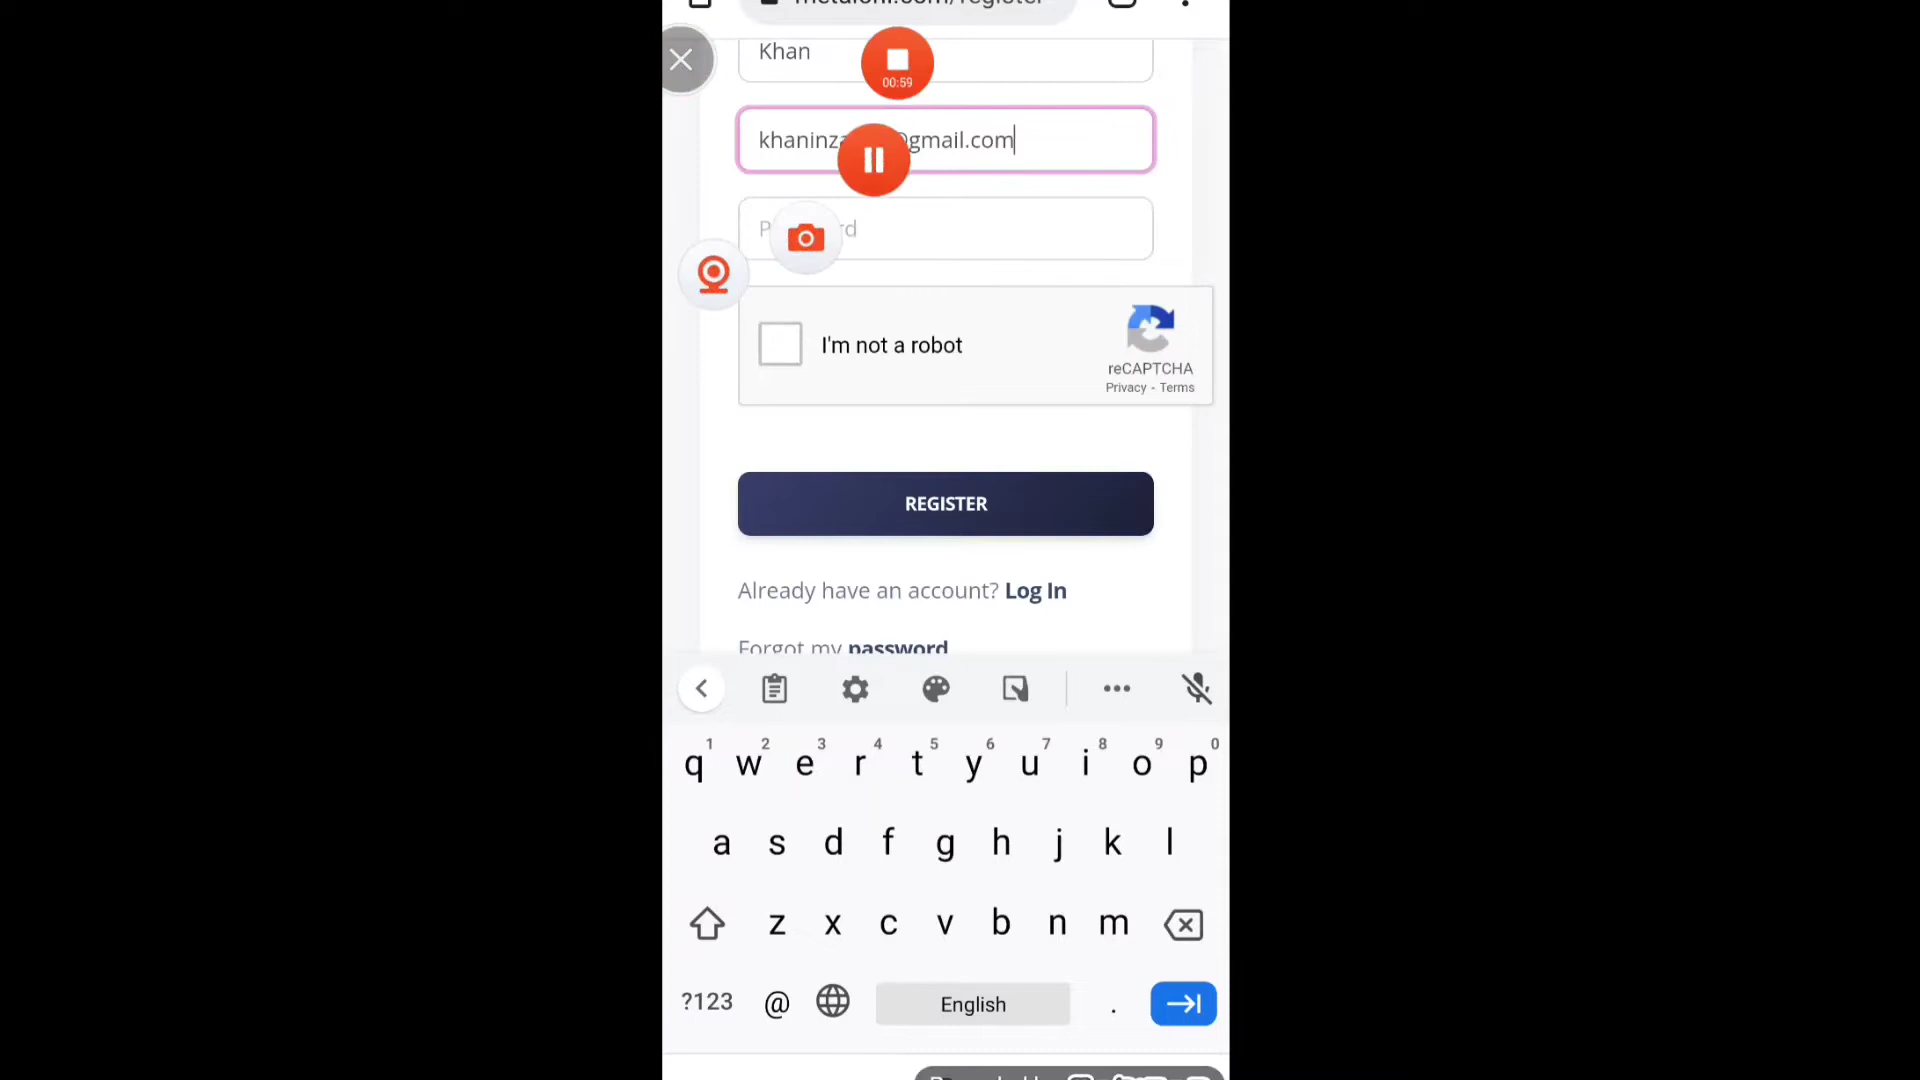 Khan
00:59
@gmail.com
I'm not a robot
reCAPTCHA
Privacy - Terms
REGISTER
Already have an account? Log In
Forgot my password
1 2 3 4 5 6 7 8 9 0
q w e r t y u i o p
a s d f g h j k l
z x c v b n m
?123 @ English .